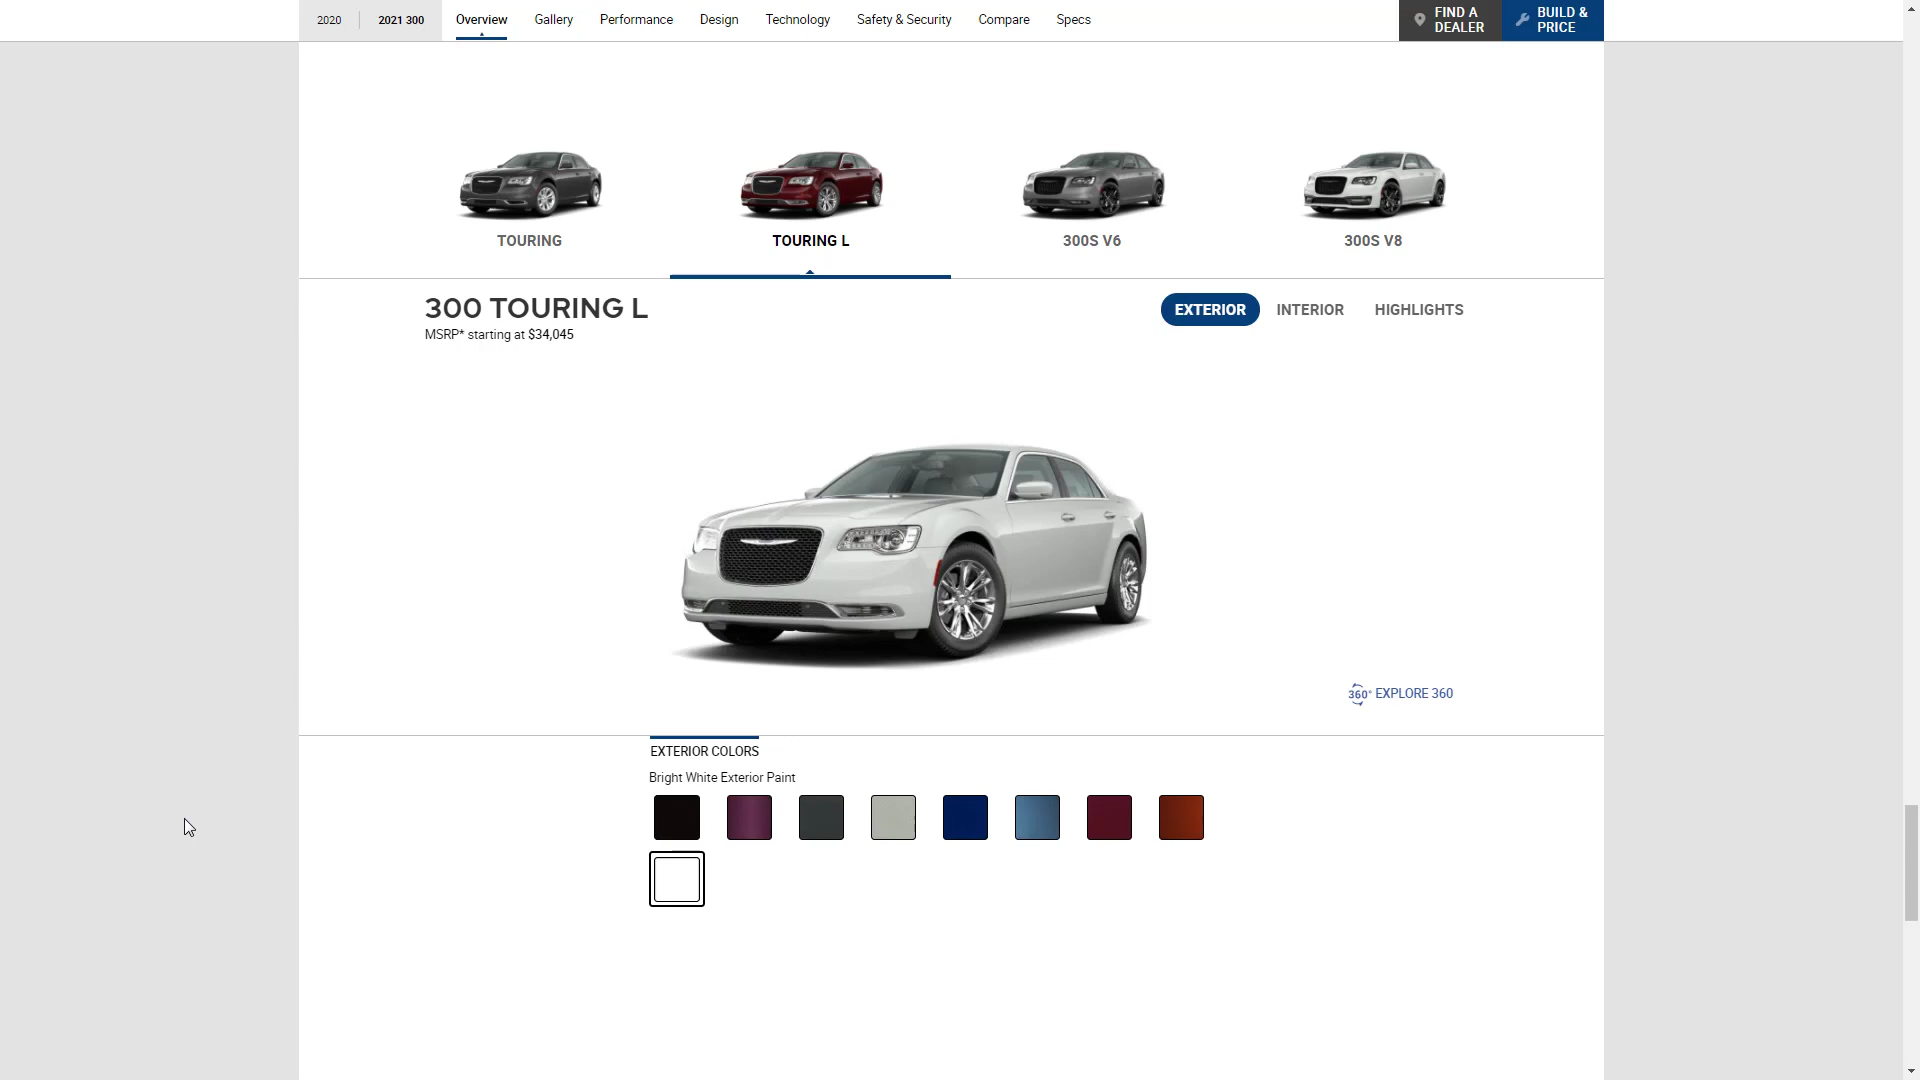 2020
2021 300
Overview
Gallery
Performance
Design
Technology
Safety & Security
Compare
Specs
FIND A
DEALER
BUILD &
PRICE
TOURING
TOURING L
300S V6
300S V8
300 TOURING L
MSRP* starting at $34,045
EXTERIOR
INTERIOR
HIGHLIGHTS
360° EXPLORE 360
EXTERIOR COLORS
Bright White Exterior Paint